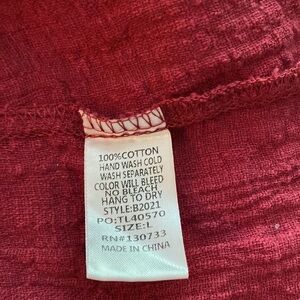 100%COTTON
HAND WASH COLD
WASH SEPARATELY
COLOR WILL BLEED
NO BLEACH
HANG TO DRY
STYLE:B2021
PO:TL40570
SIZE:L
RN#130733
MADE IN CHINA